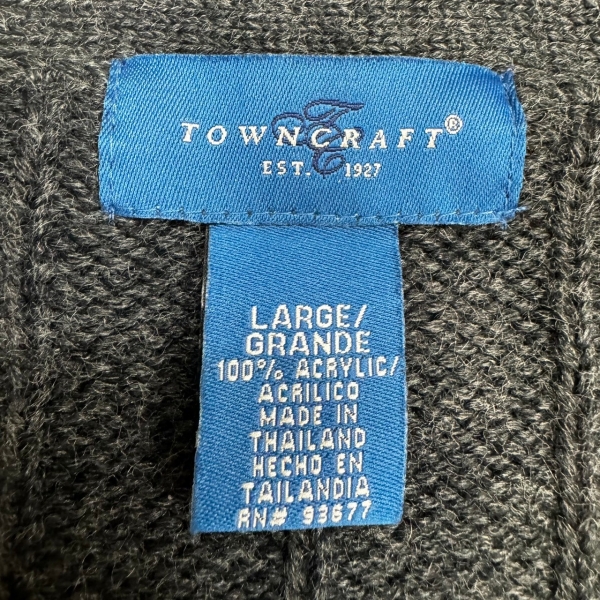 TOWNCRAFT®
EST. 1927
LARGE/
GRANDE
100% ACRYLIC/
ACRILICO
MADE IN
THAILAND
HECHO EN
TAILANDIA
RN# 93677